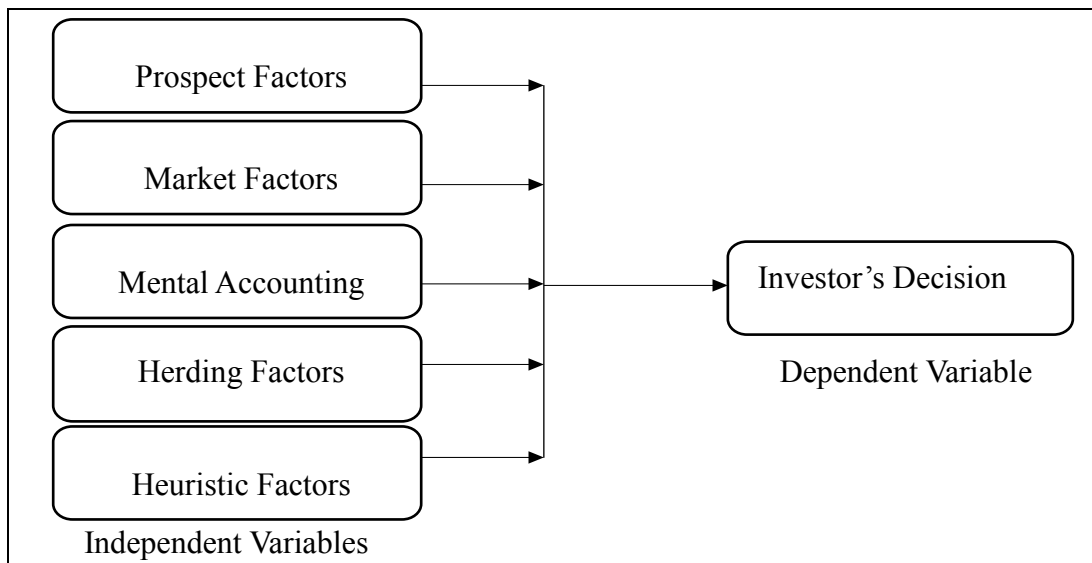 Prospect Factors
Market Factors
Mental Accounting
Herding Factors
Heuristic Factors
Independent Variables
Investor’s Decision
Dependent Variable